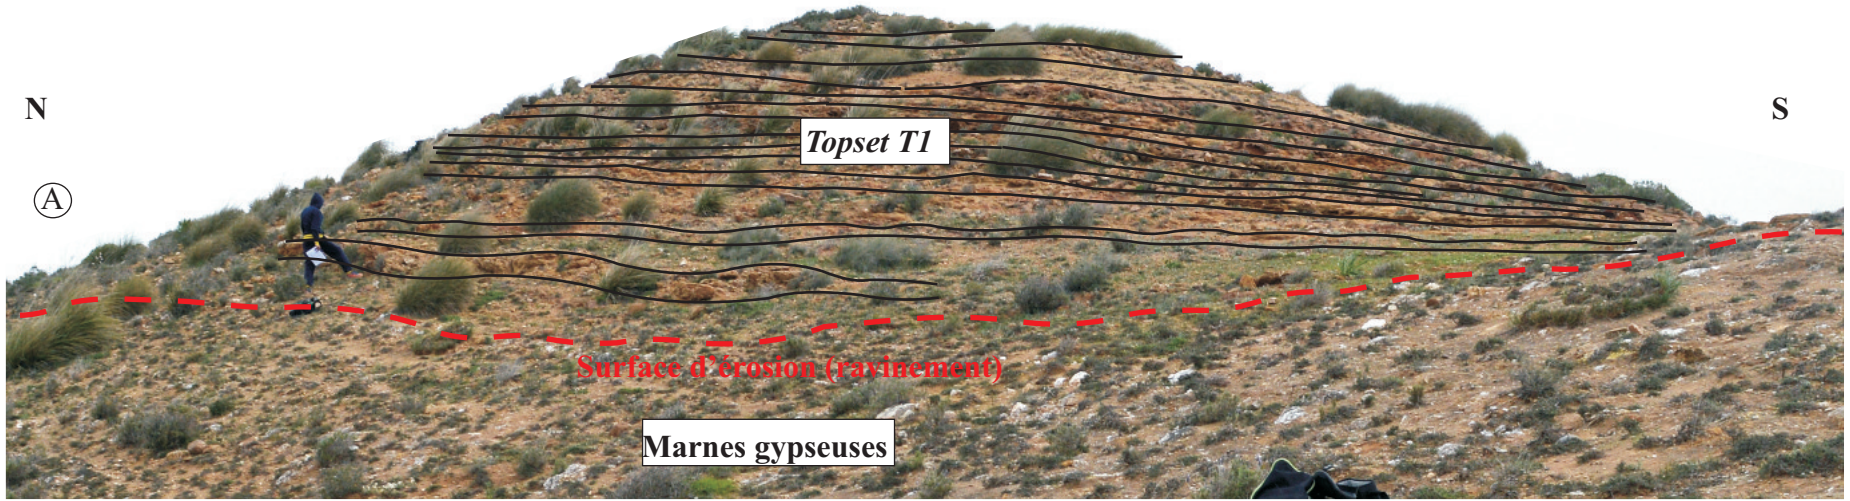 N
S
Topset T1
A
Surface d'érosion (ravinement)
Marnes gypseuses